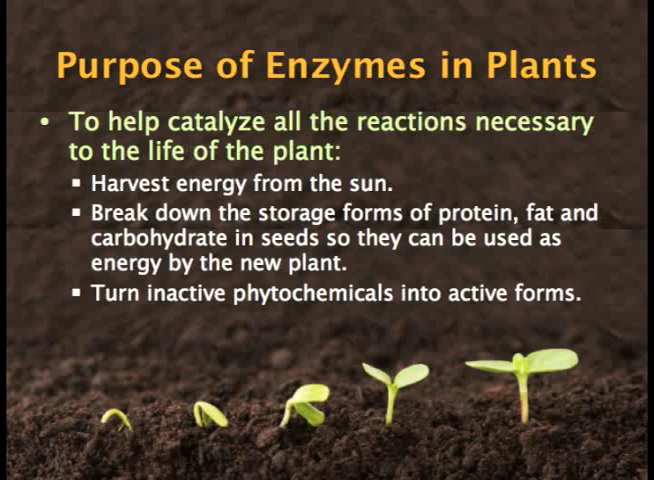 Purpose of Enzymes in Plants
• To help catalyze all the reactions necessary
to the life of the plant:
▪ Harvest energy from the sun.
▪ Break down the storage forms of protein, fat and
carbohydrate in seeds so they can be used as
energy by the new plant.
▪ Turn inactive phytochemicals into active forms.